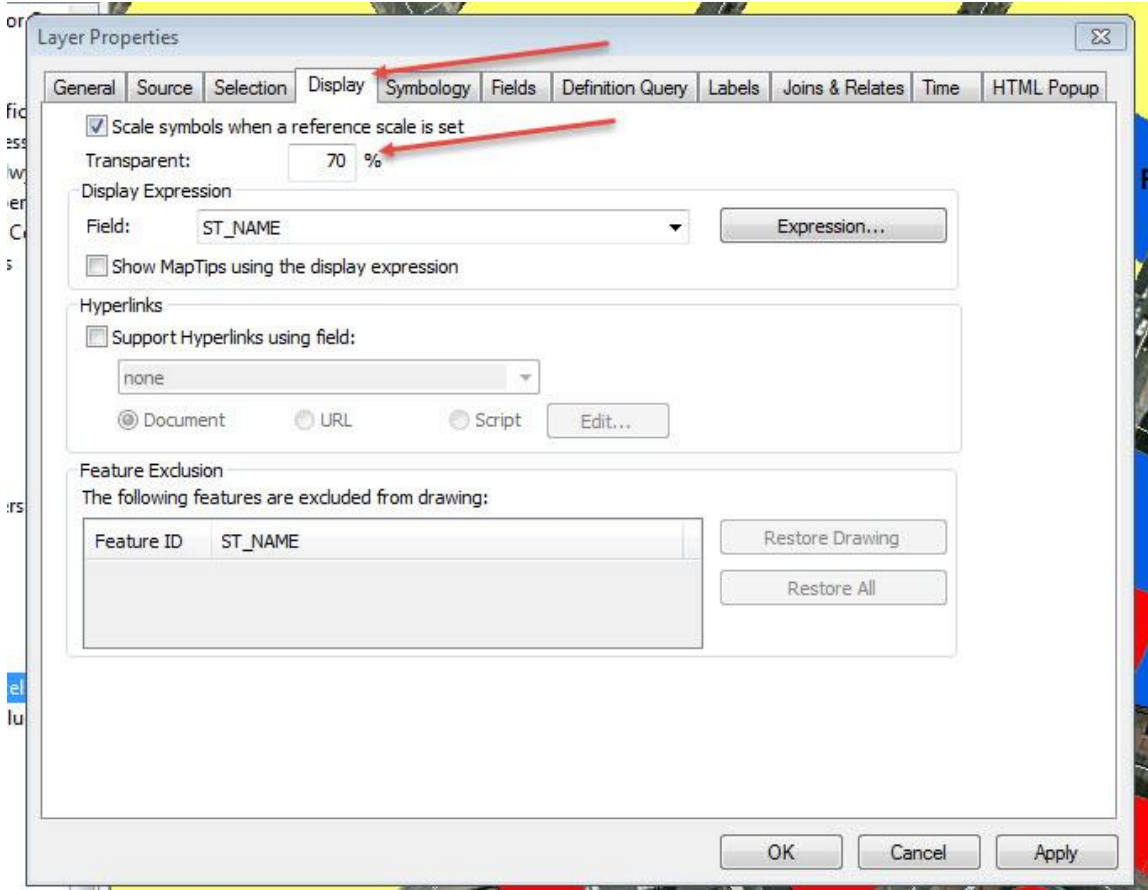 Layer Properties
General Source Selection Display Symbology Fields Definition Query Labels Joins & Relates Time HTML Popup
Scale symbols when a reference scale is set
Transparent: 70 %
Display Expression
Field: ST_NAME Expression...
Show MapTips using the display expression
Hyperlinks
Support Hyperlinks using field:
none
Document URL Script Edit...
Feature Exclusion
The following features are excluded from drawing:
Feature ID ST_NAME
Restore Drawing
Restore All
OK Cancel Apply